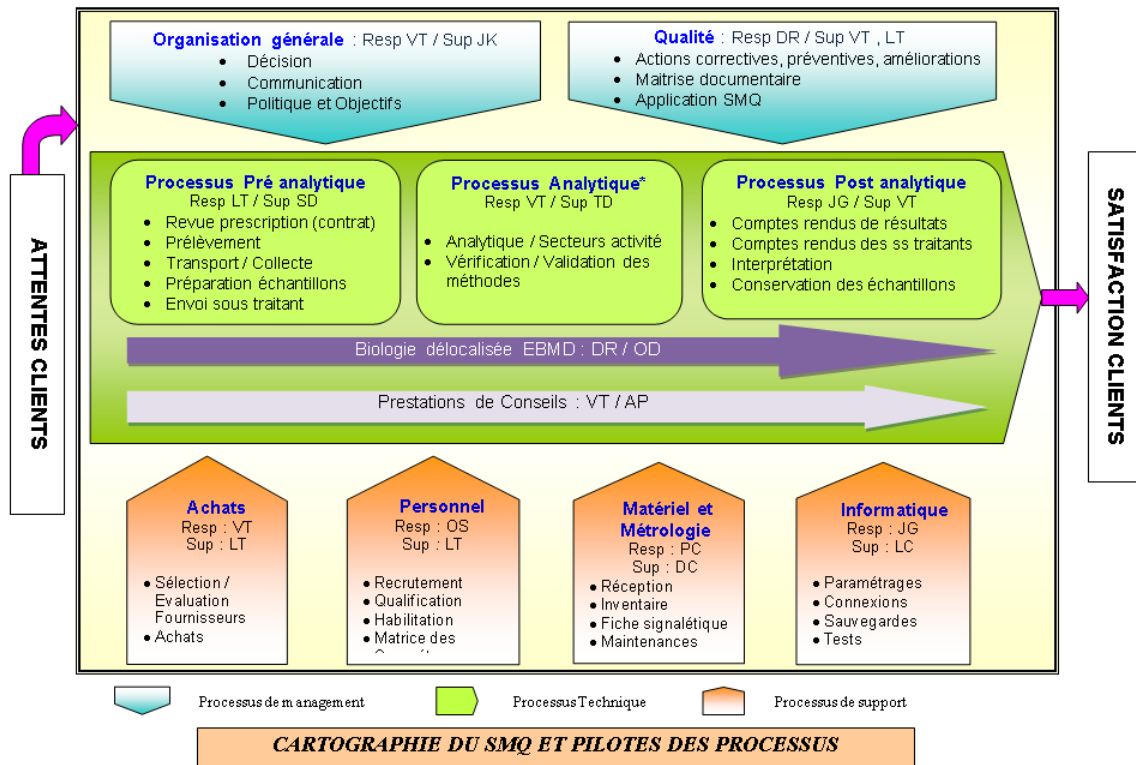 Organisation générale : Resp VT / Sup JK
• Décision
• Communication
• Politique et Objectifs
Qualité : Resp DR / Sup VT , LT
• Actions correctives, préventives, améliorations
• Maitrise documentaire
• Application SMQ
ATTENTES CLIENTS
Processus Pré analytique
Resp LT / Sup SD
• Revue prescription (contrat)
• Prélèvement
• Transport / Collecte
• Préparation échantillons
• Envoi sous traitant
Processus Analytique*
Resp VT / Sup TD
• Analytique / Secteurs activité
• Vérification / Validation des
méthodes
Processus Post analytique
Resp JG / Sup VT
• Comptes rendus de résultats
• Comptes rendus des ss traitants
• Interprétation
• Conservation des échantillons
SATISFACTION CLIENTS
Biologie délocalisée EBMD : DR / OD
Prestations de Conseils : VT / AP
Achats
Resp : VT
Sup : LT
• Sélection /
Evaluation
Fournisseurs
• Achats
Personnel
Resp : OS
Sup : LT
• Recrutement
• Qualification
• Habilitation
• Matrice des
Matériel et
Métrologie
Resp : PC
Sup : DC
• Réception
• Inventaire
• Fiche signalétique
• Maintenances
Informatique
Resp : JG
Sup : LC
• Paramétrages
• Connexions
• Sauvegardes
• Tests
Processus de management
Processus Technique
Processus de support
CARTOGRAPHIE DU SMQ ET PILOTES DES PROCESSUS